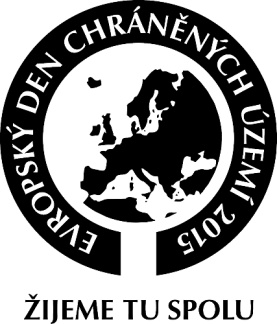 EVROPSKÝ DEN CHRÁNĚNÝCH ÚZEMÍ 2015
ŽIJEME TU SPOLU